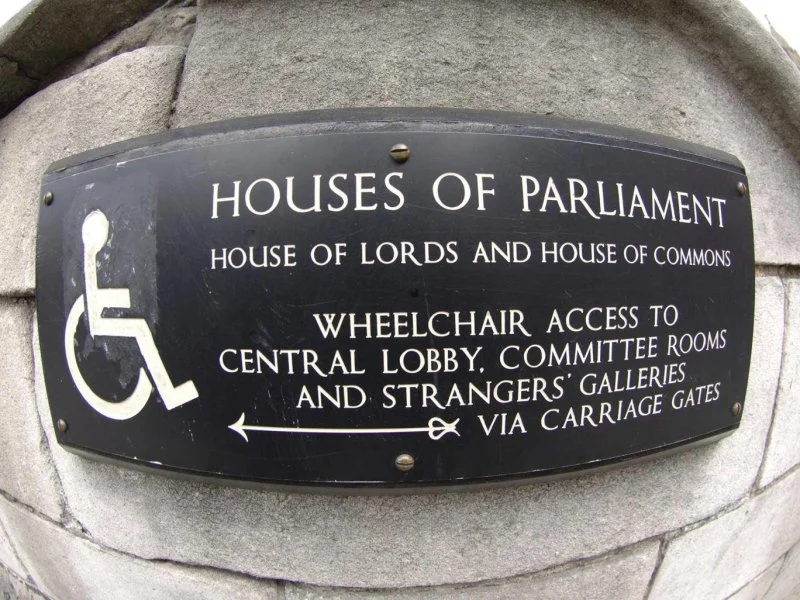 HOUSES OF PARLIAMENT
HOUSE OF LORDS AND HOUSE OF COMMONS
WHEELCHAIR ACCESS TO
CENTRAL LOBBY, COMMITTEE ROOMS
AND STRANGERS' GALLERIES
VIA CARRIAGE GATES